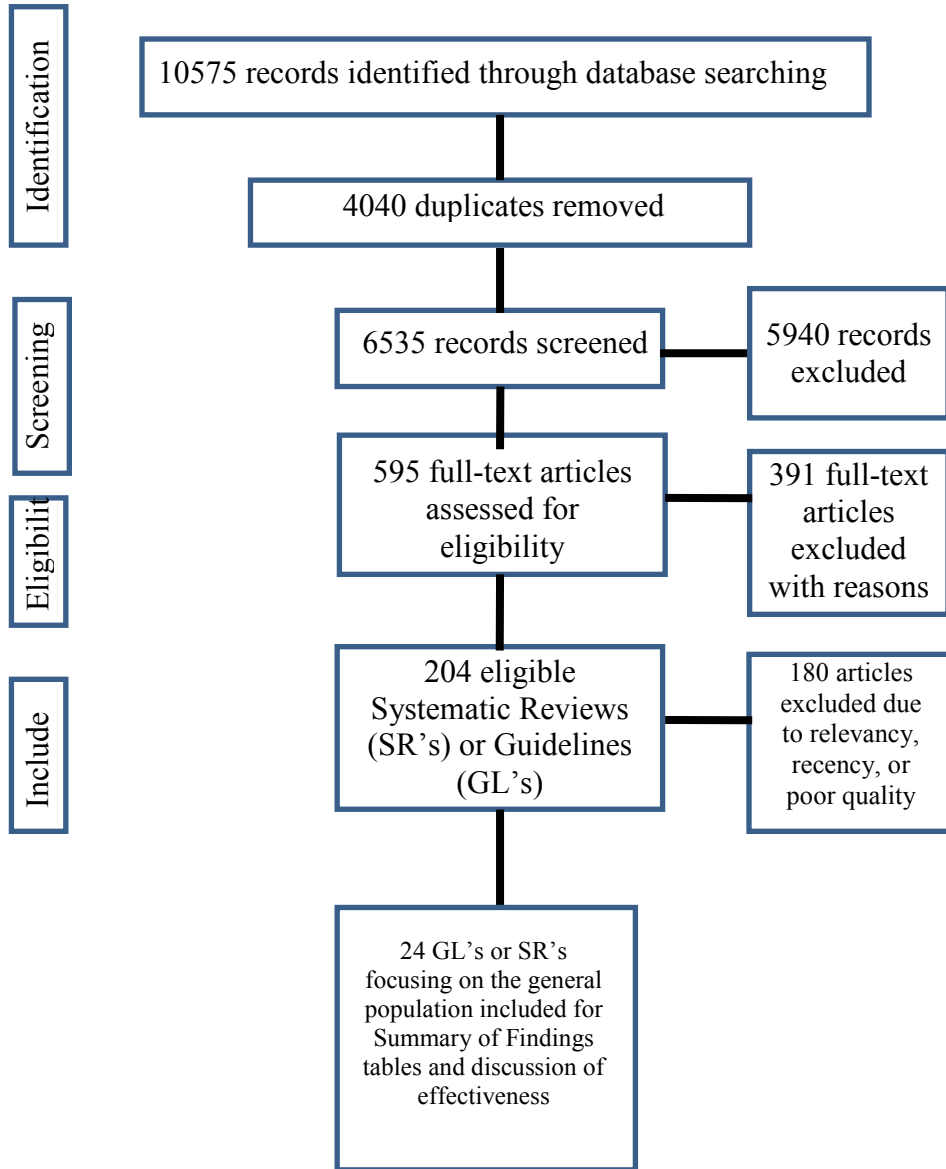 Identification
10575 records identified through database searching
4040 duplicates removed
Screening
6535 records screened
5940 records
excluded
Eligibilit
595 full-text articles
assessed for
eligibility
391 full-text
articles
excluded
with reasons
Include
204 eligible
Systematic Reviews
(SR's) or Guidelines
(GL's)
180 articles
excluded due
to relevancy,
recency, or
poor quality
24 GL's or SR's
focusing on the general
population included for
Summary of Findings
tables and discussion of
effectiveness